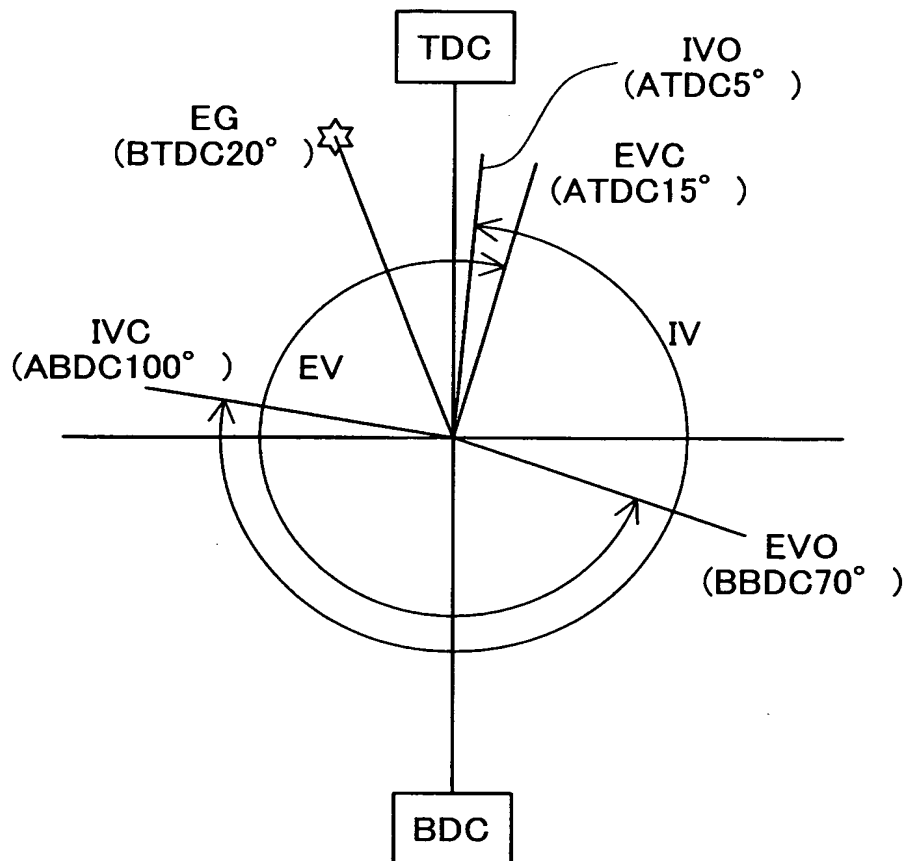 TDC
IVO
(ATDC5° )
EG
(BTDC20° )
EVC
(ATDC15° )
IVC
(ABDC100° )
EV
IV
EVO
(BBDC70° )
BDC